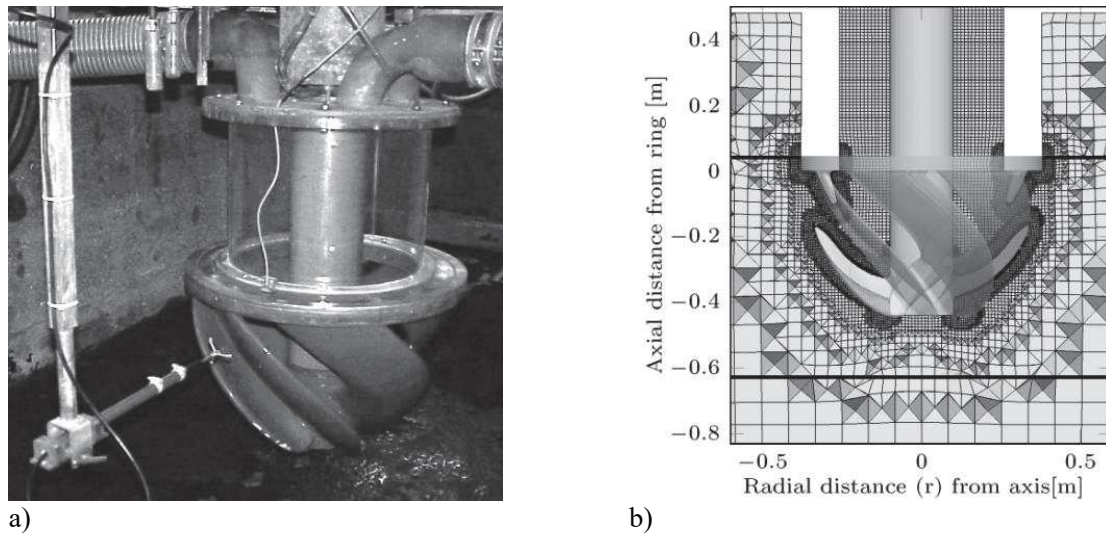 0.4
0.2
0
−0.2
−0.4
−0.6
−0.8
Axial distance from ring [m]
−0.5 0 0.5
Radial distance (r) from axis[m]
a) b)